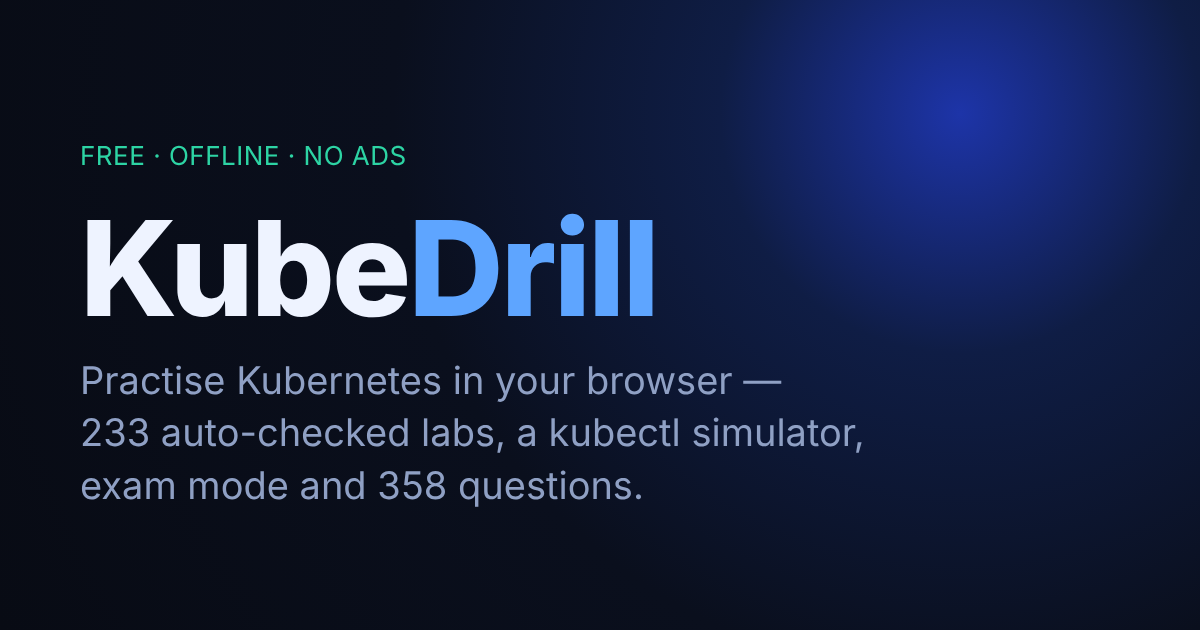 FREE · OFFLINE · NO ADS
KubeDrill
Practise Kubernetes in your browser —
233 auto-checked labs, a kubectl simulator,
exam mode and 358 questions.